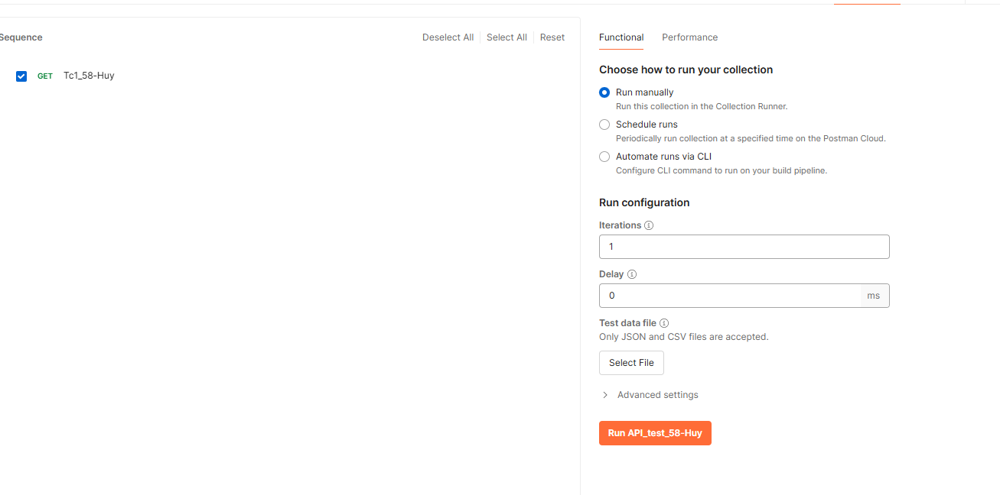 Sequence
Deselect All Select All Reset
GET Tc1_58-Huy
Functional Performance
Choose how to run your collection
Run manually
Run this collection in the Collection Runner.
Schedule runs
Periodically run collection at a specified time on the Postman Cloud.
Automate runs via CLI
Configure CLI command to run on your build pipeline.
Run configuration
Iterations
1
Delay
0 ms
Test data file
Only JSON and CSV files are accepted.
Select File
Advanced settings
Run API_test_58-Huy